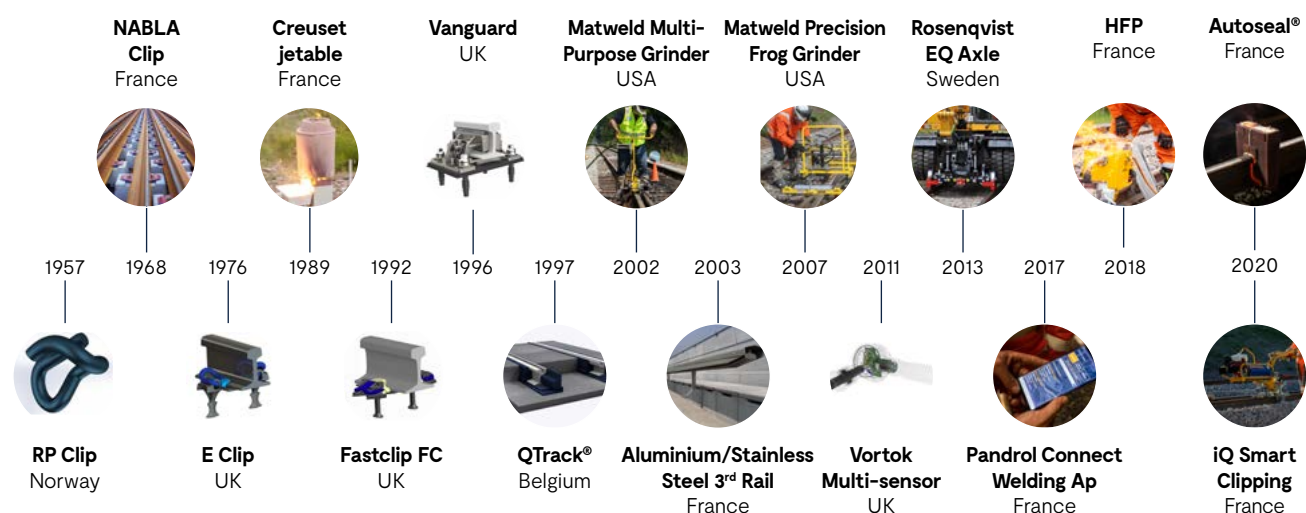 NABLA
Clip
France
Creuset
jetable
France
Vanguard
UK
Matweld Multi-
Purpose Grinder
USA
Matweld Precision
Frog Grinder
USA
Rosenqvist
EQ Axle
Sweden
HFP
France
Autoseal®
France
1957
1968
1976
1989
1992
1996
1997
2002
2003
2007
2011
2013
2017
2018
2020
RP Clip
Norway
E Clip
UK
Fastclip FC
UK
QTrack®
Belgium
Aluminium/Stainless
Steel 3rd Rail
France
Vortok
Multi-sensor
UK
Pandrol Connect
Welding Ap
France
iQ Smart
Clipping
France